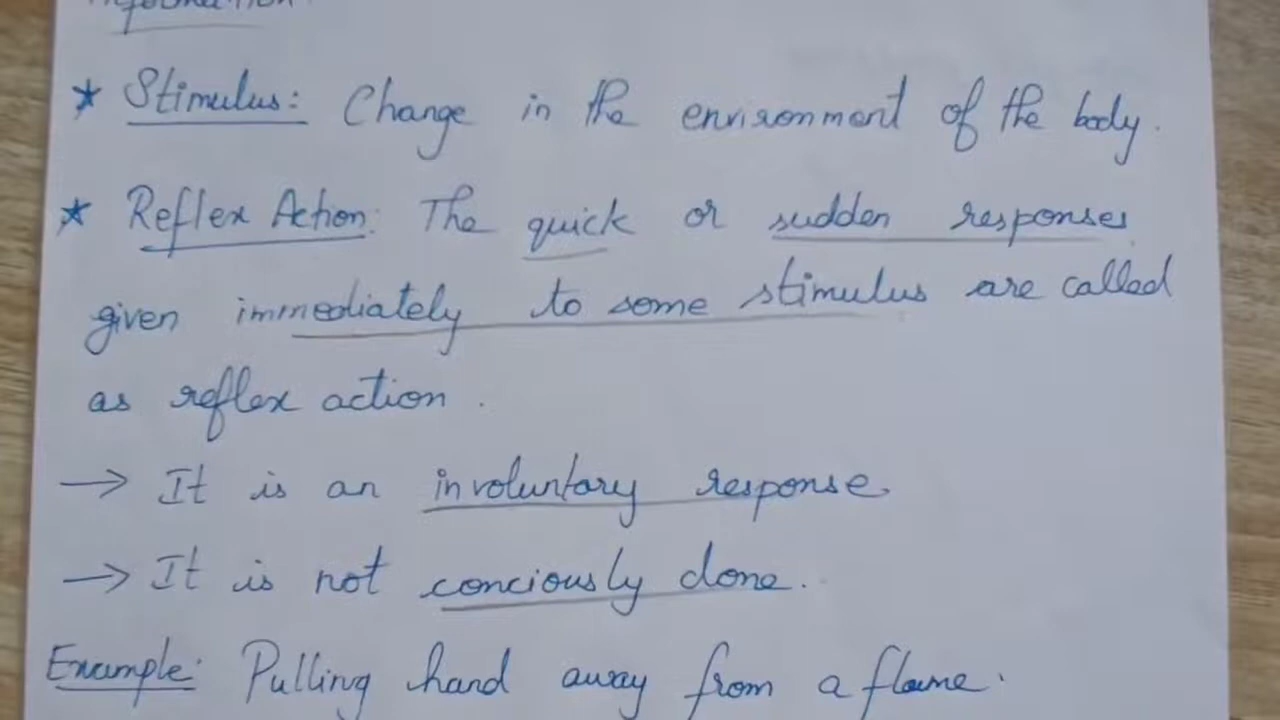 information
★ Stimulus: Change in the environment of the body.
★ Reflex Action: The quick or sudden responses
given immediately to some stimulus are called
as reflex action.
→ It is an involuntary response.
→ It is not conciously done.
Example: Pulling hand away from a flame.